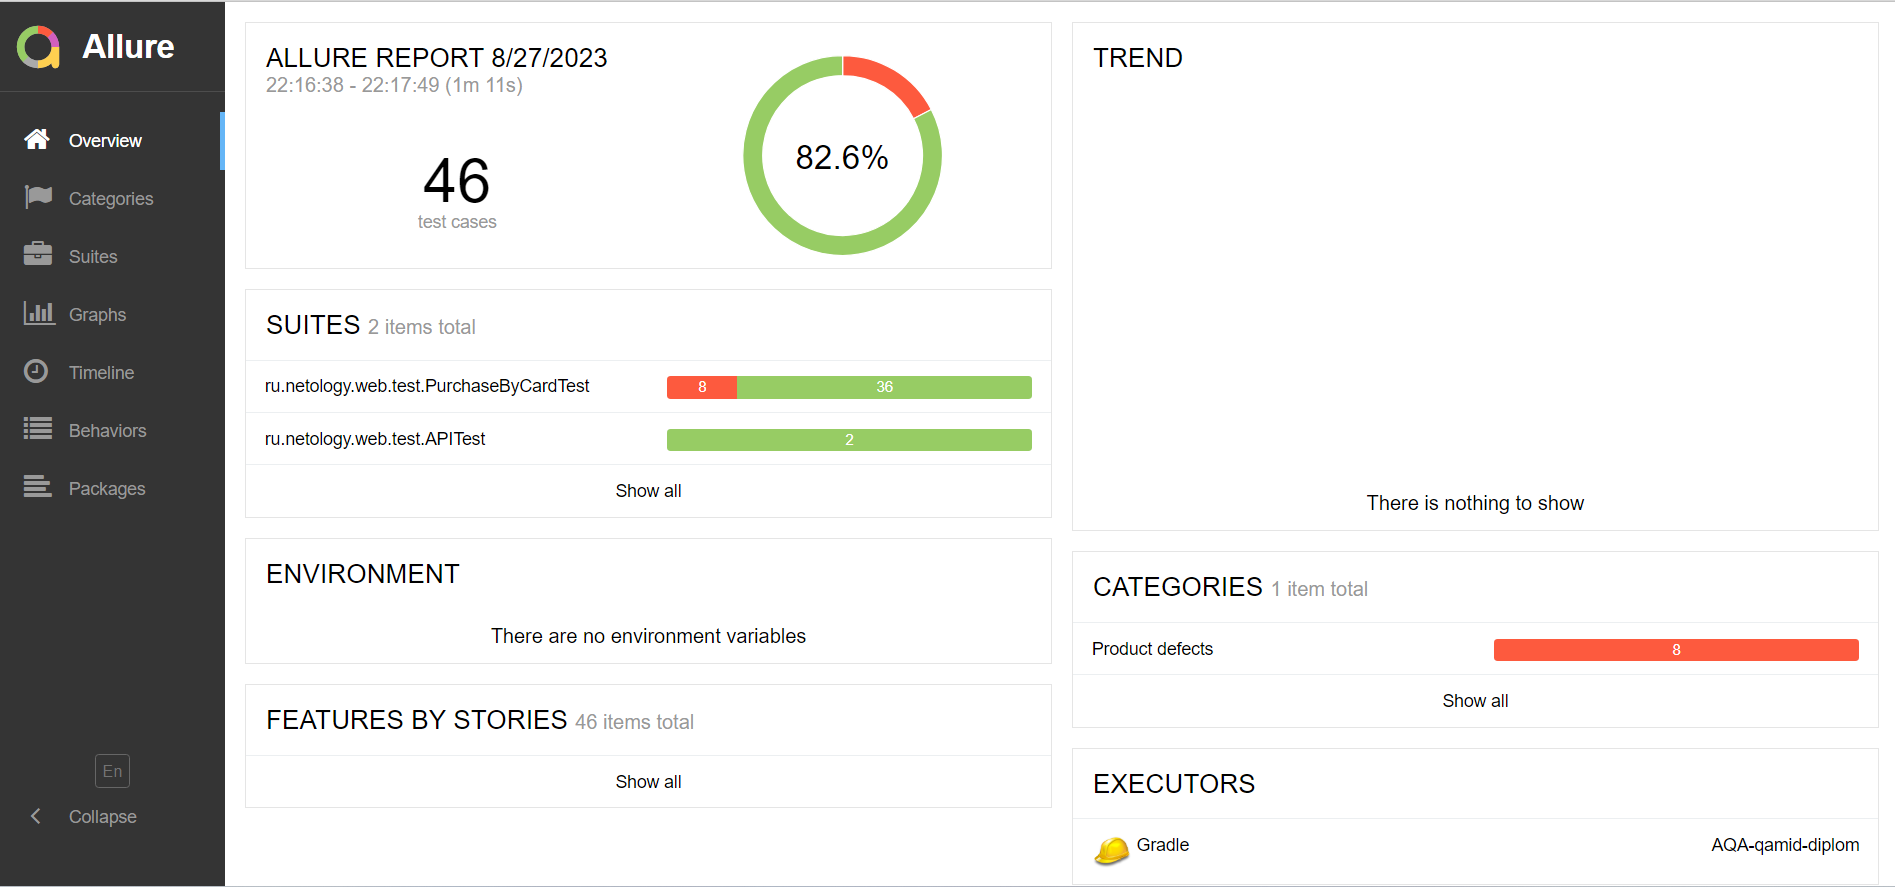 Allure
Overview
Categories
Suites
Graphs
Timeline
Behaviors
Packages
En
Collapse
ALLURE REPORT 8/27/2023
22:16:38 - 22:17:49 (1m 11s)
46
test cases
82.6%
SUITES 2 items total
ru.netology.web.test.PurchaseByCardTest 8 36
ru.netology.web.test.APITest 2
Show all
ENVIRONMENT
There are no environment variables
FEATURES BY STORIES 46 items total
Show all
TREND
There is nothing to show
CATEGORIES 1 item total
Product defects 8
Show all
EXECUTORS
Gradle AQA-qamid-diplom